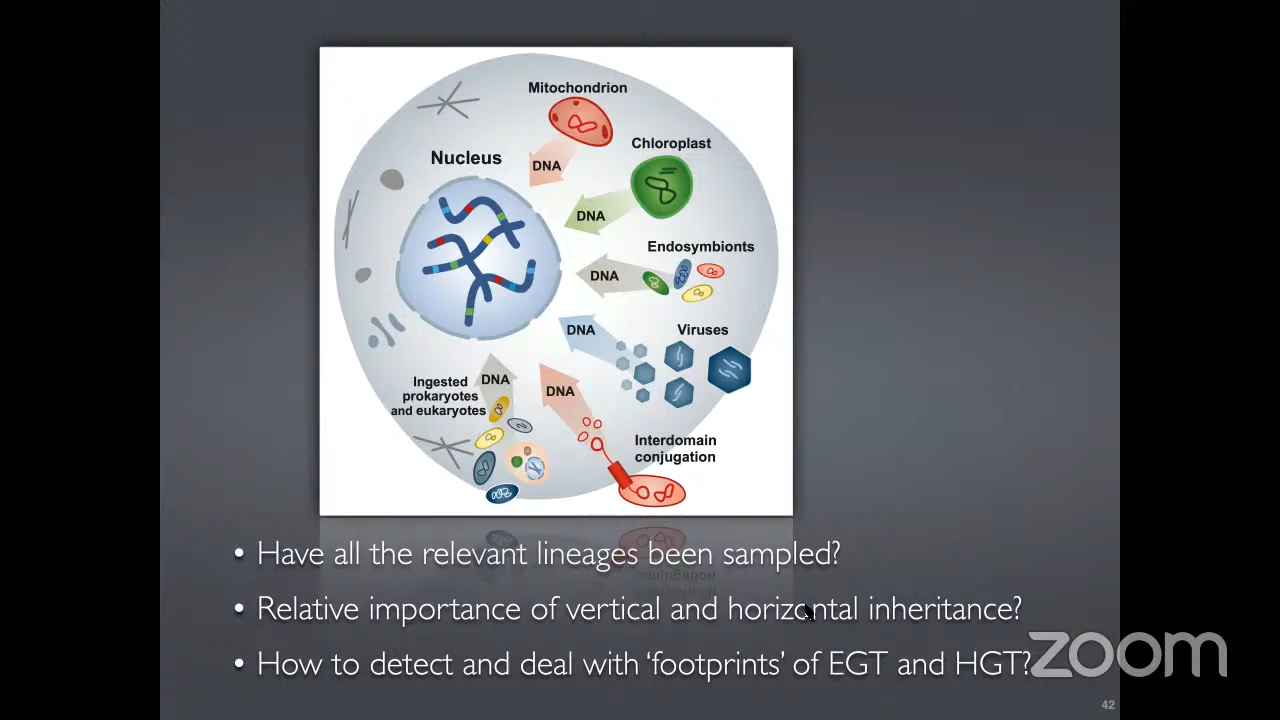 Mitochondrion
Chloroplast
Nucleus
DNA
DNA
Endosymbionts
DNA
Viruses
DNA
Ingested
prokaryotes
and eukaryotes
DNA
DNA
Interdomain
conjugation
• Have all the relevant lineages been sampled?
• Relative importance of vertical and horizontal inheritance?
• How to detect and deal with ‘footprints’ of EGT and HGT?
zoom
42